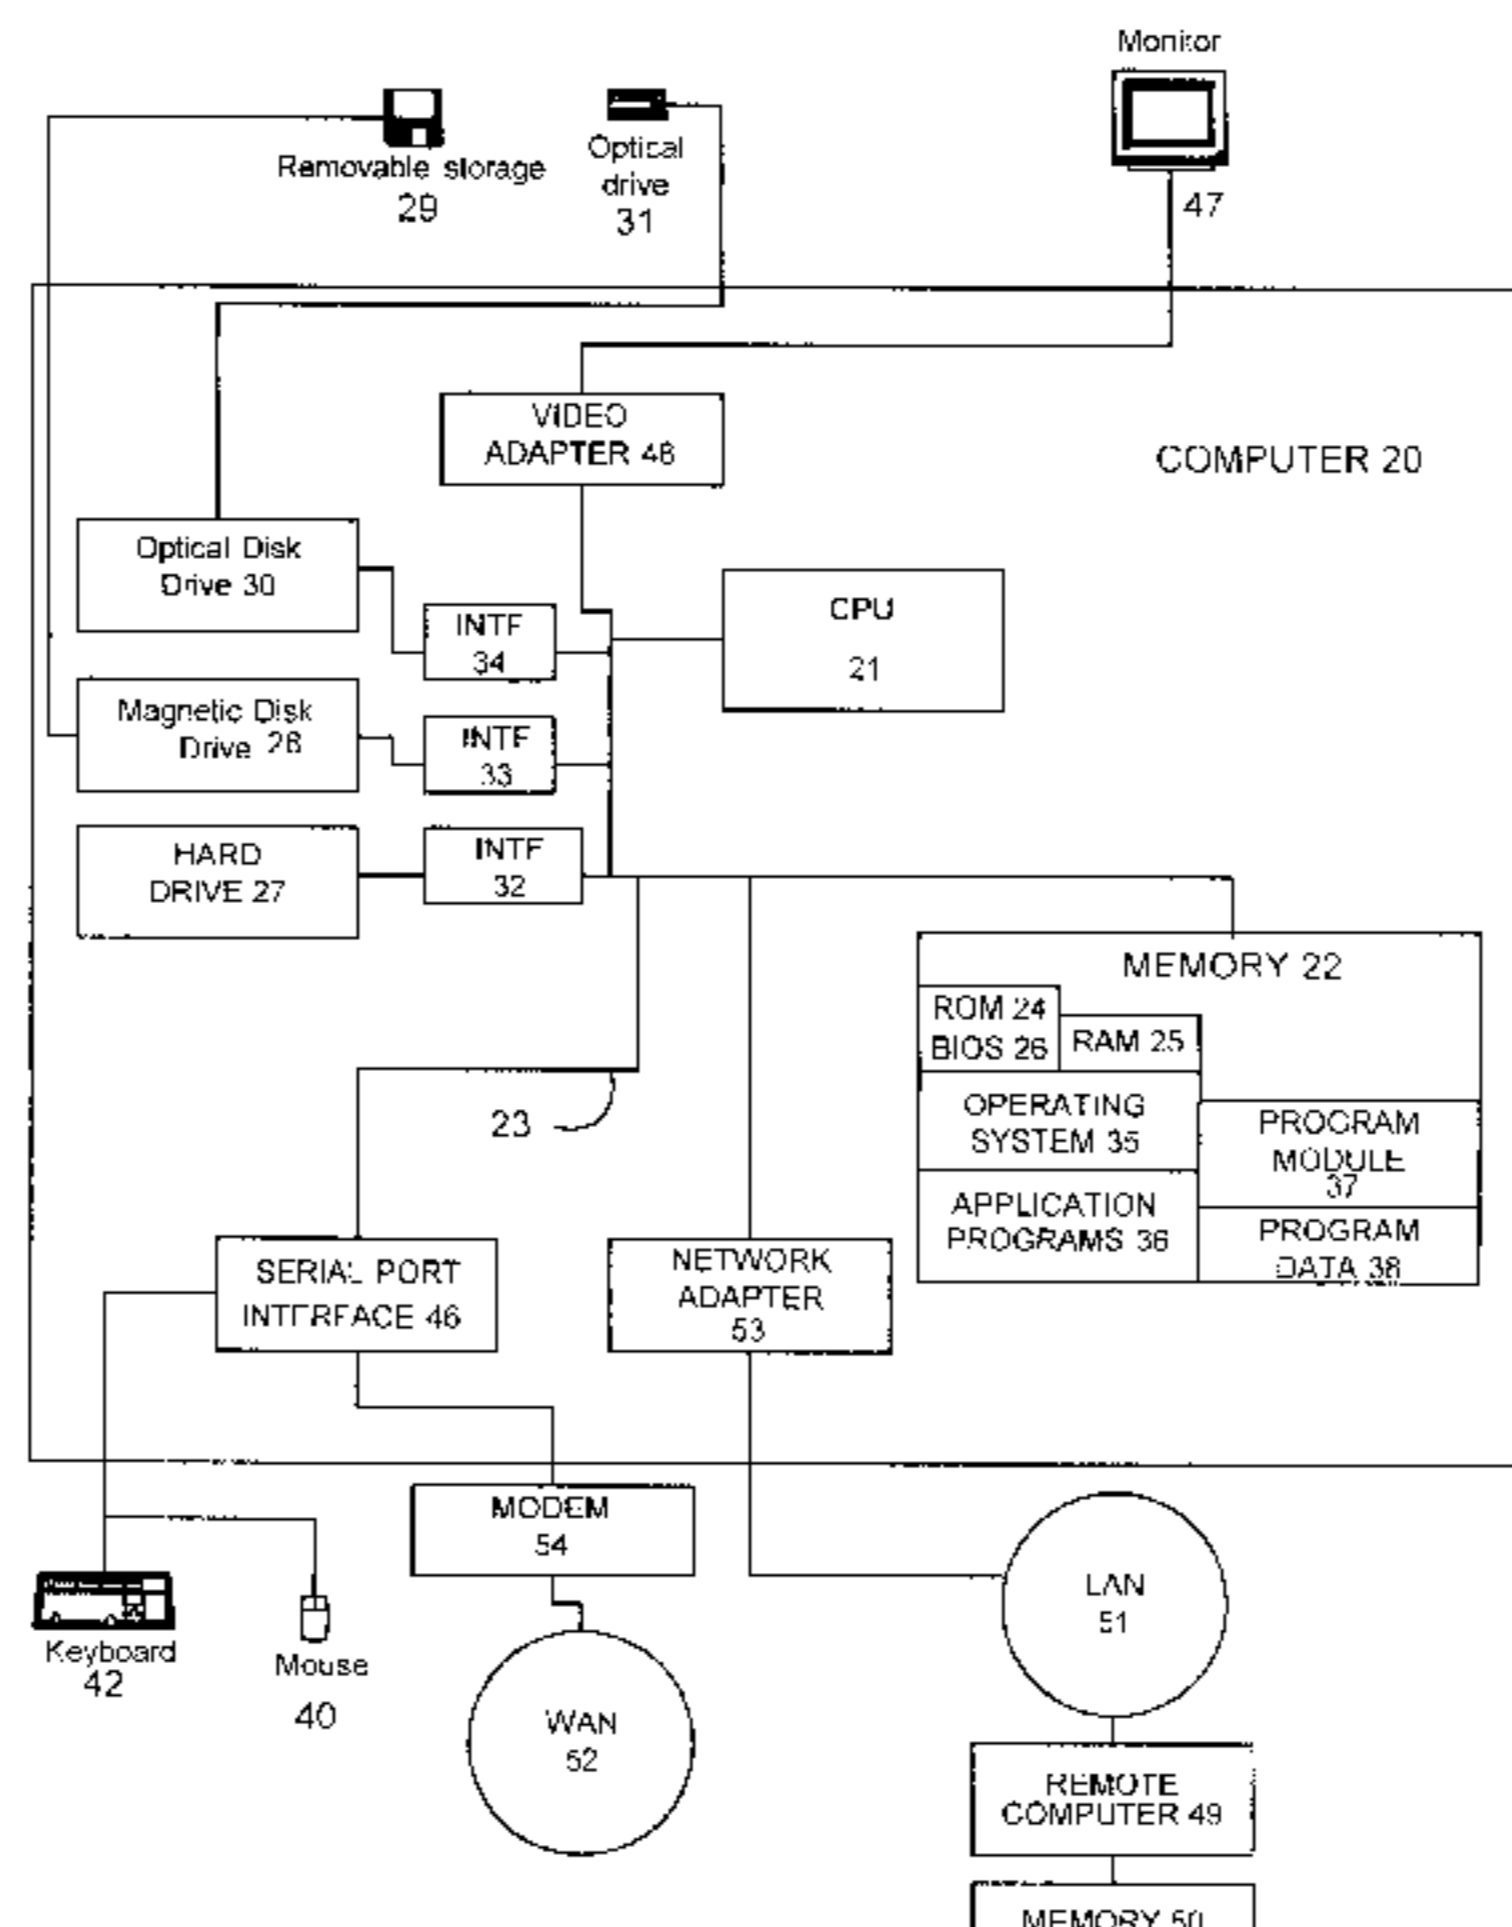 Monitor
47
Removable storage
29
Optical
drive
31
VIDEO
ADAPTER 48
COMPUTER 20
Optical Disk
Drive 30
INTF
34
CPU
21
Magnetic Disk
Drive 28
INTF
33
HARD
DRIVE 27
INTF
32
MEMORY 22
ROM 24
BIOS 26
RAM 25
OPERATING
SYSTEM 35
PROGRAM
MODULE
37
APPLICATION
PROGRAMS 36
PROGRAM
DATA 38
23
SERIAL PORT
INTERFACE 46
NETWORK
ADAPTER
53
MODEM
54
LAN
51
Keyboard
42
Mouse
40
WAN
52
REMOTE
COMPUTER 49
MEMORY 50